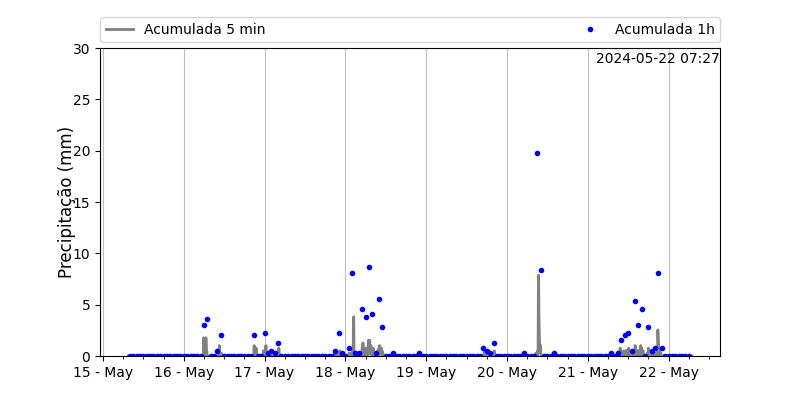 Acumulada 5 min
Acumulada 1h
2024-05-22 07:27
Precipitação (mm)
30
25
20
15
10
5
0
15 - May
16 - May
17 - May
18 - May
19 - May
20 - May
21 - May
22 - May